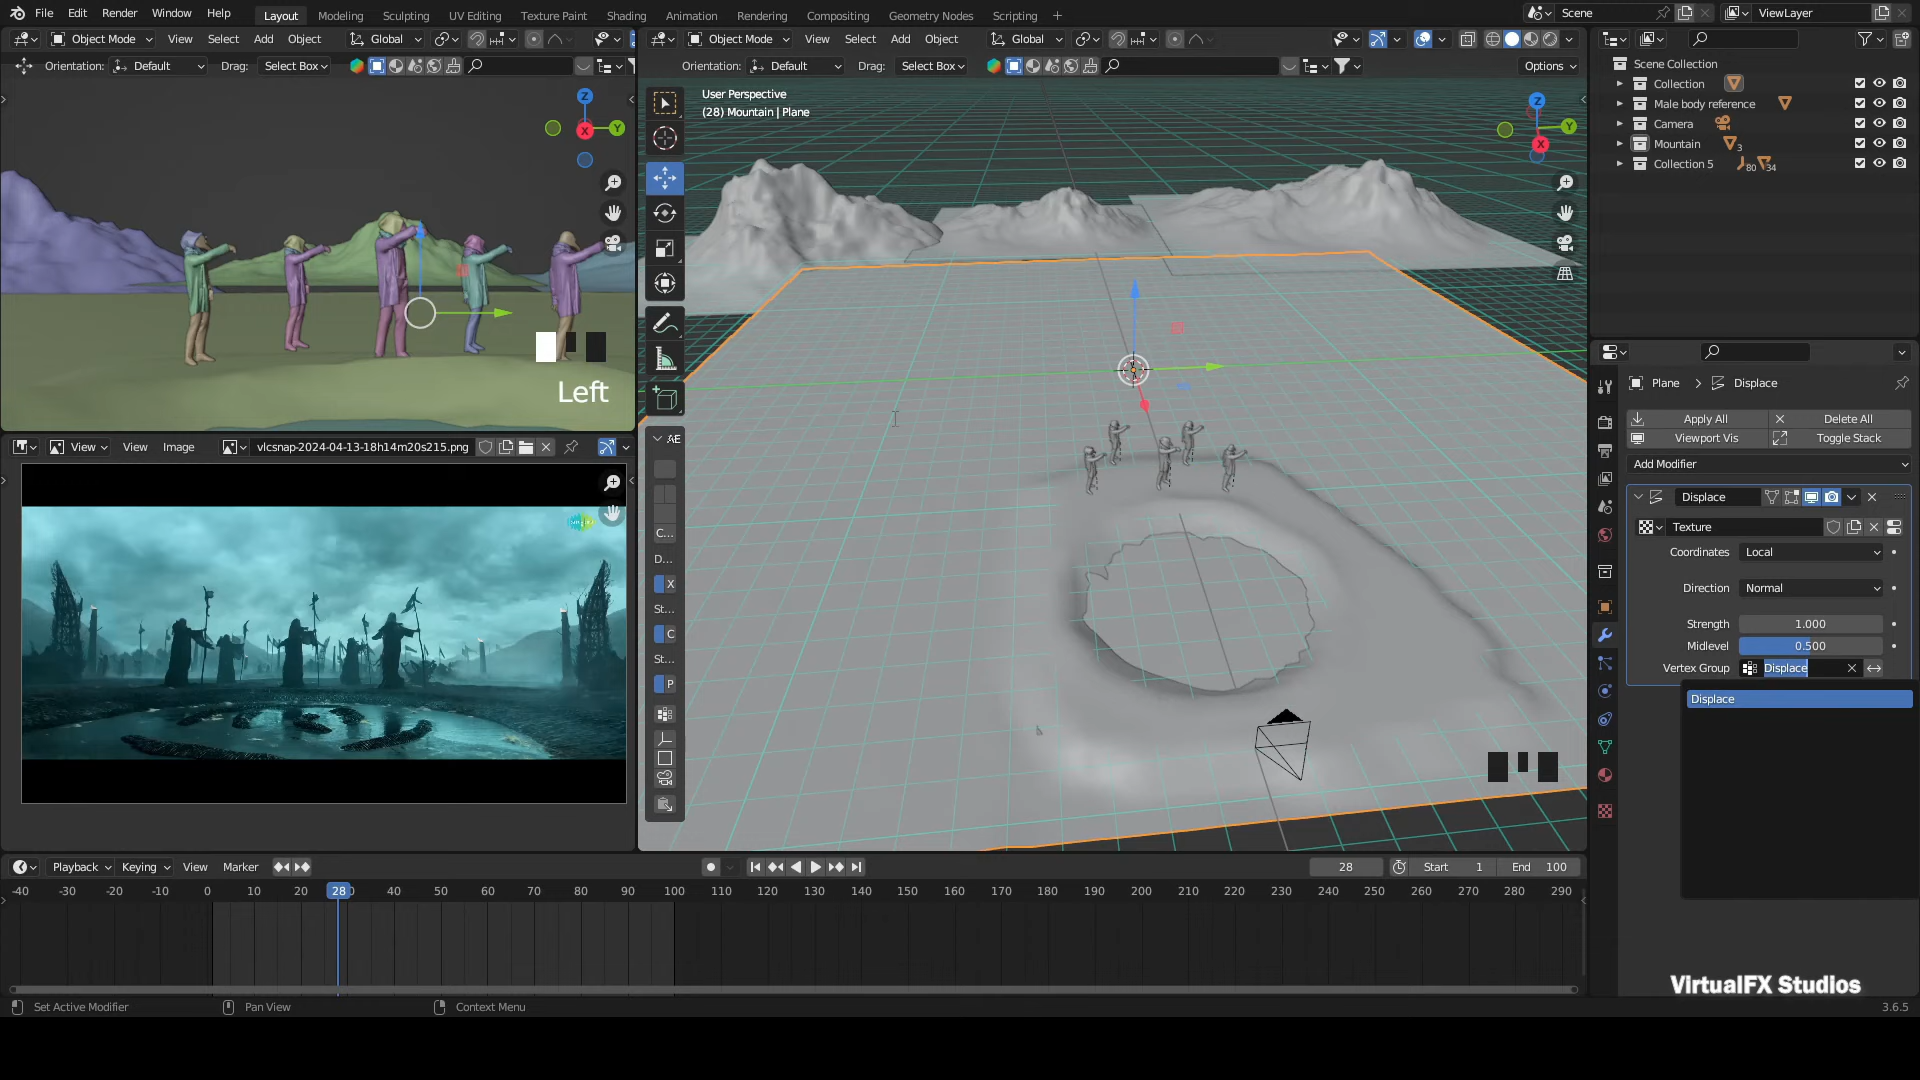 File Edit Render Window Help
Layout Modeling Sculpting UV Editing Texture Paint Shading Animation Rendering Compositing Geometry Nodes Scripting +
Scene ViewLayer
Object Mode View Select Add Object Global
Object Mode View Select Add Object Global
Orientation: Default Drag: Select Box
Orientation: Default Drag: Select Box Options
User Perspective
(28) Mountain | Plane
Z
Y
X
Z
Y
X
Left
Scene Collection
Collection
Male body reference
Camera
Mountain 3
Collection 5 80 34
Plane > Displace
Apply All Delete All
Viewport Vis Toggle Stack
Add Modifier
Displace
Texture
Coordinates Local
Direction Normal
Strength 1.000
Midlevel 0.500
Vertex Group Displace
Displace
AE
C...
D...
X
St...
C
St...
P
View View Image vlcsnap-2024-04-13-18h14m20s215.png
Playback Keying View Marker 28 Start 1 End 100
-40 -30 -20 -10 0 10 20 28 0 40 50 60 70 80 90 100 110 120 130 140 150 160 170 180 190 200 210 220 230 240 250 260 270 280 290
VirtualFX Studios
Set Active Modifier Pan View Context Menu 3.6.5